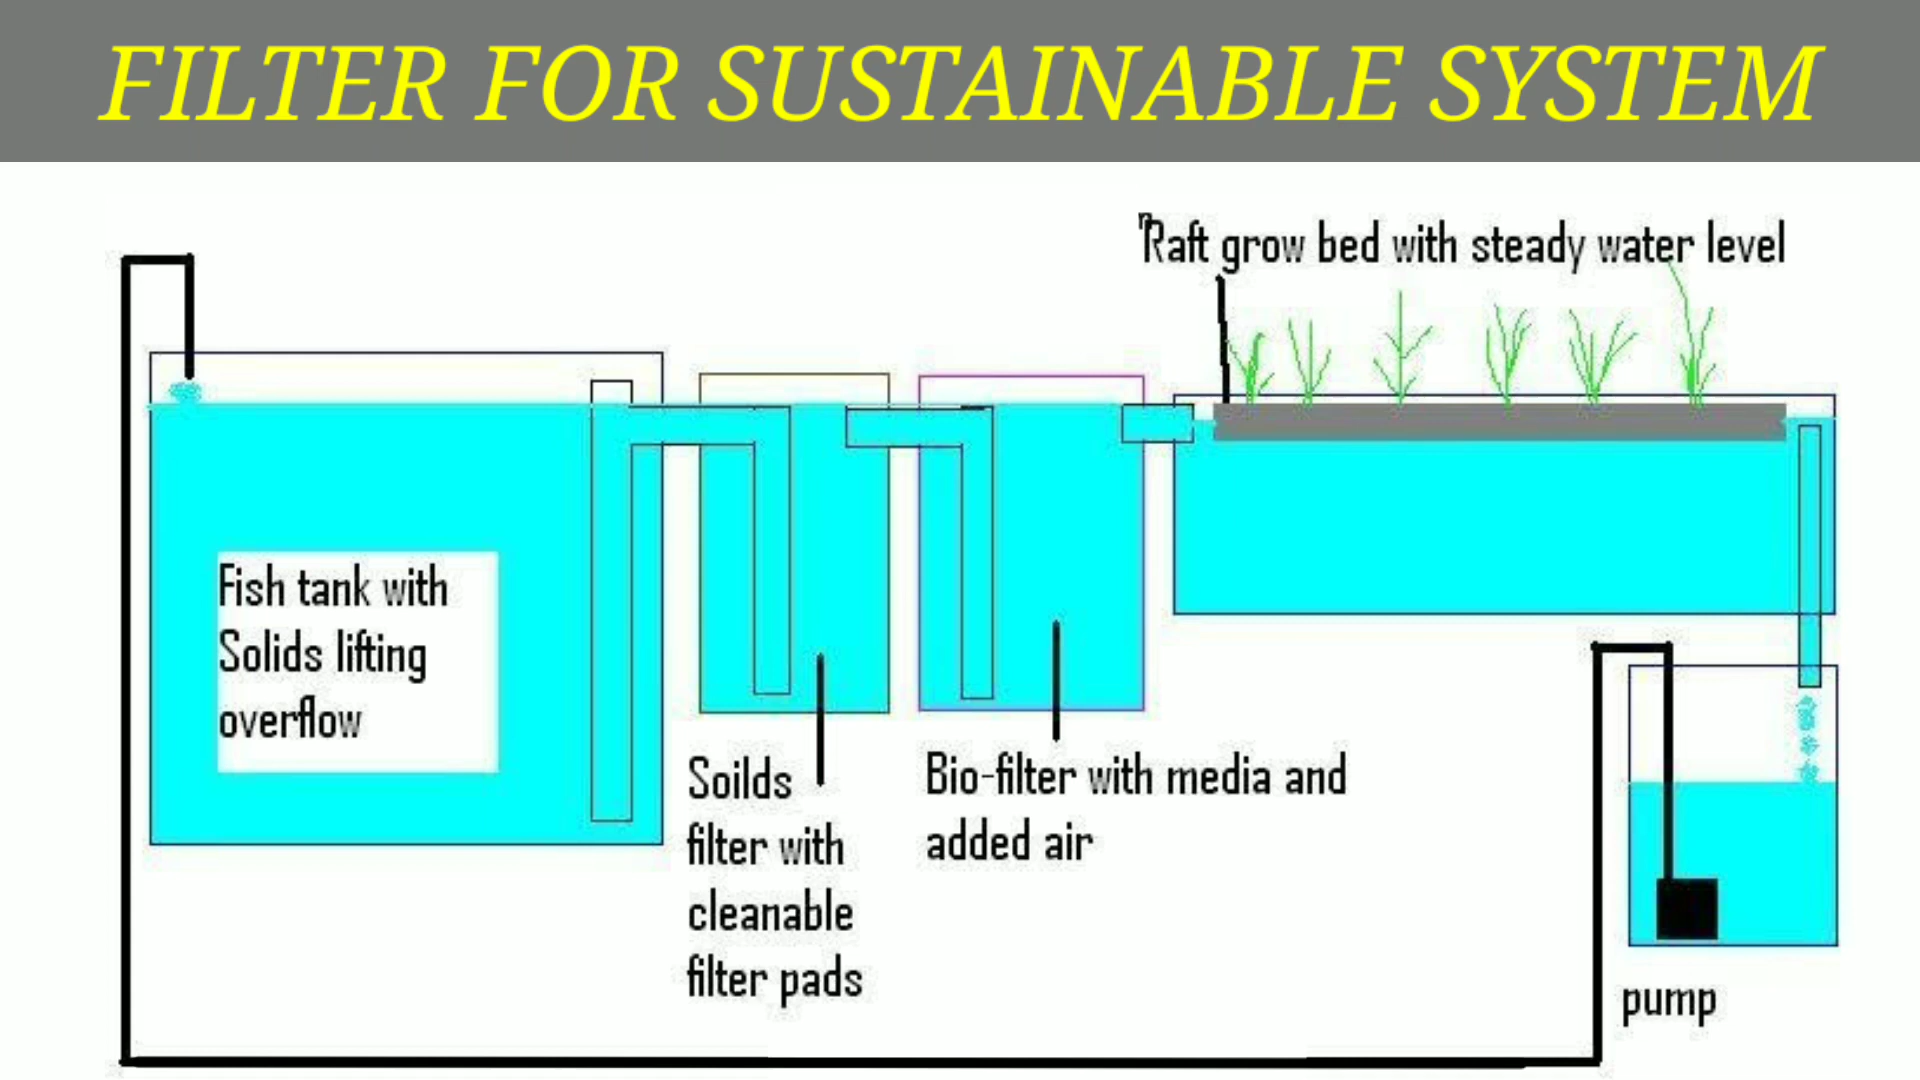 FILTER FOR SUSTAINABLE SYSTEM
Raft grow bed with steady water level
Fish tank with
Solids lifting
overflow
Soilds
filter with
cleanable
filter pads
Bio-filter with media and
added air
pump